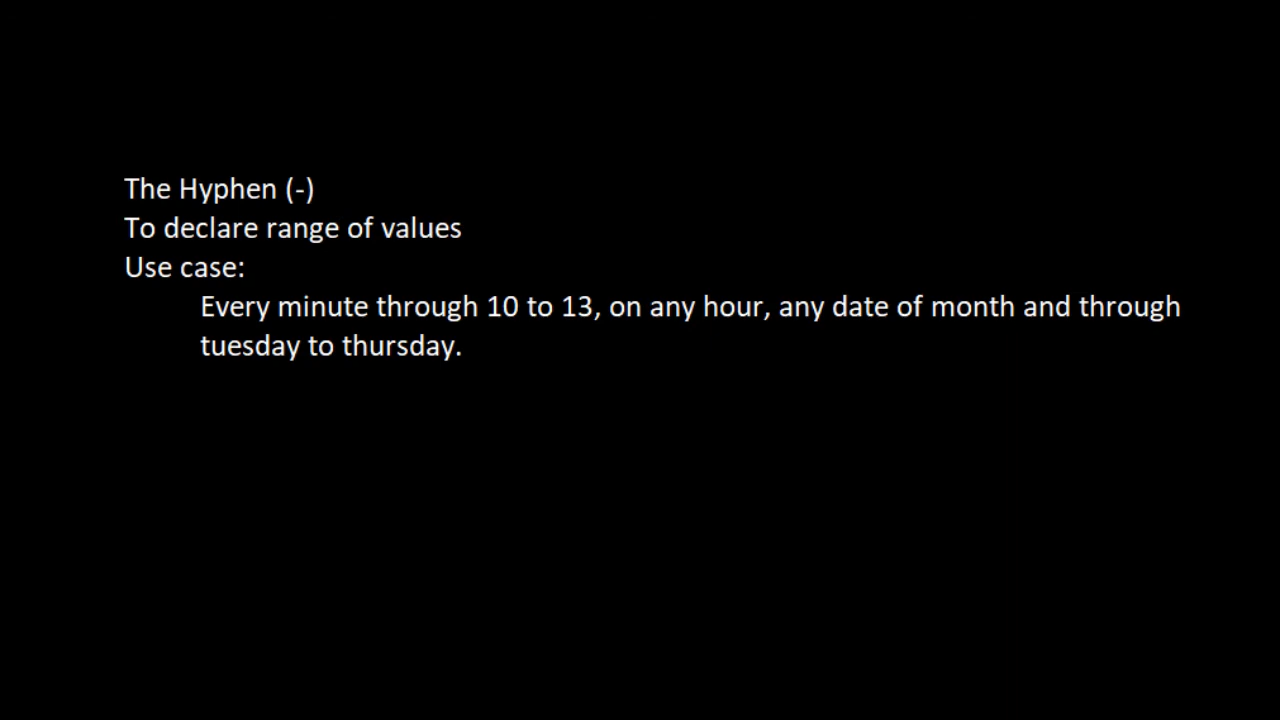 The Hyphen (-)
To declare range of values
Use case:
Every minute through 10 to 13, on any hour, any date of month and through
tuesday to thursday.